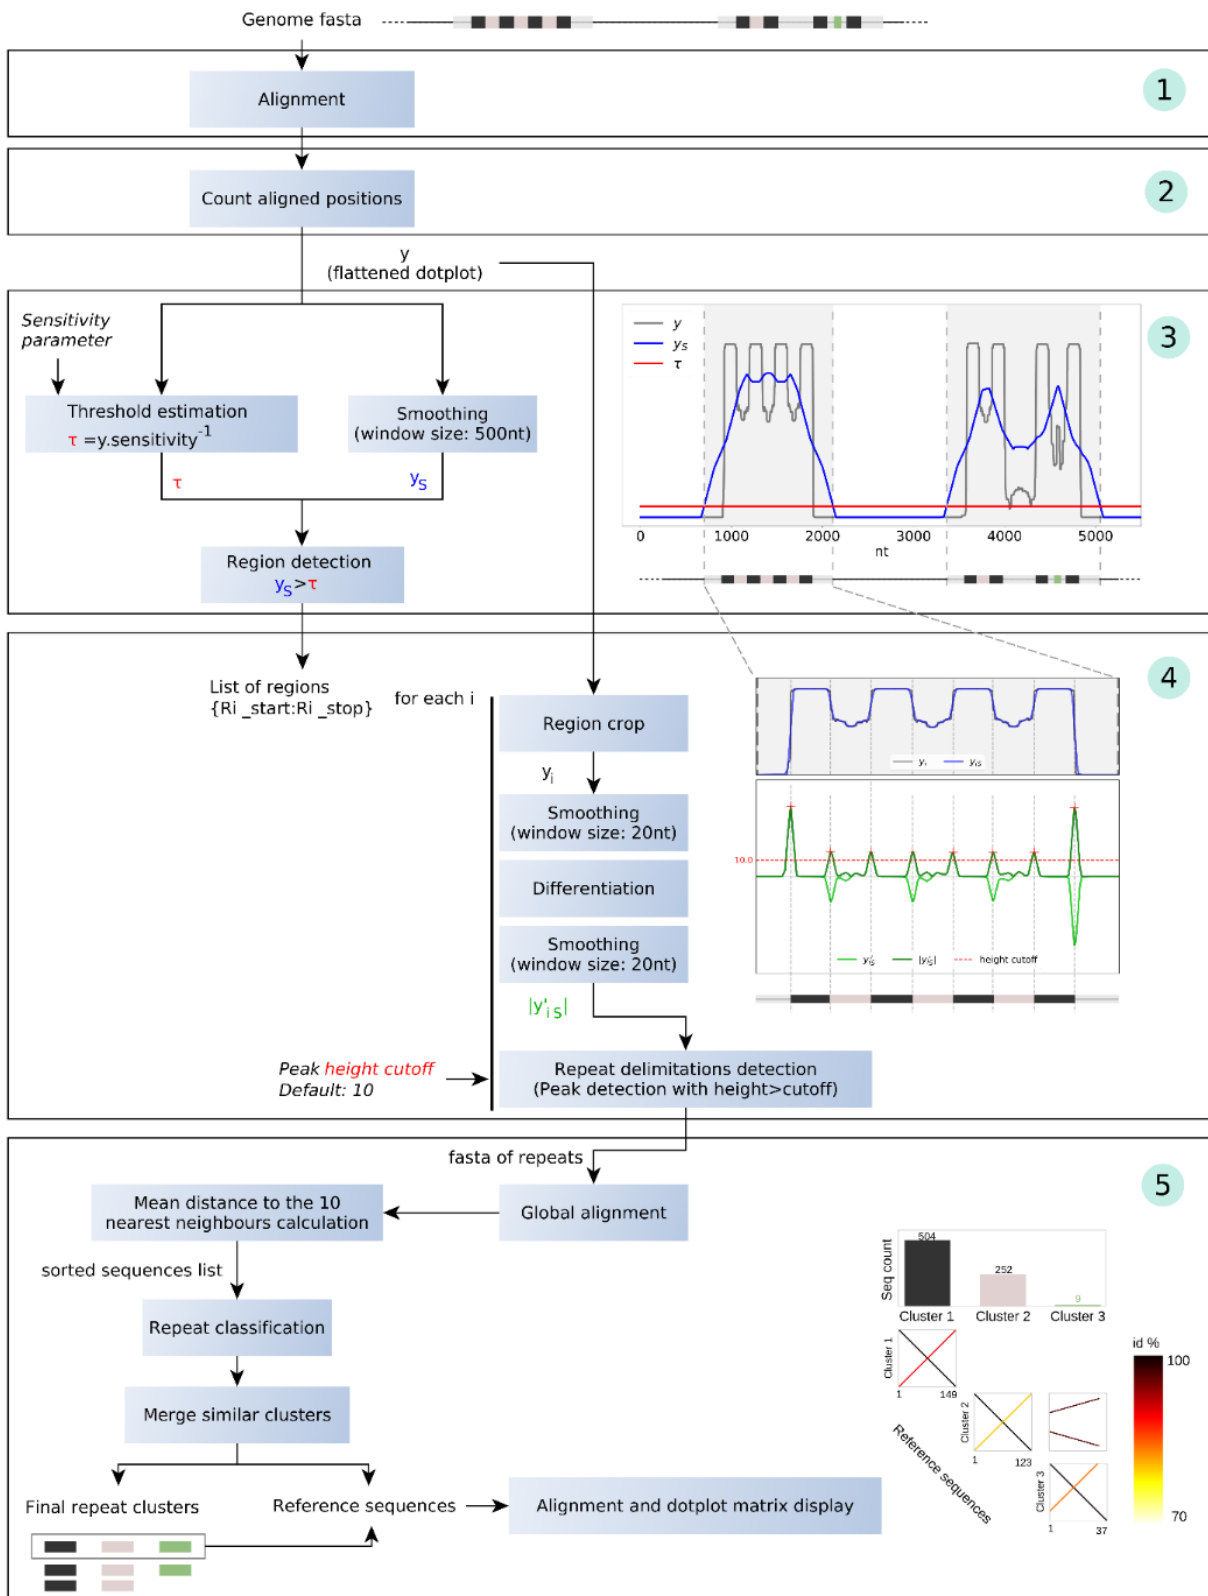 Genome fasta
1
Alignment
2
Count aligned positions
y
(flattened dotplot)
3
Sensitivity
parameter
Threshold estimation
τ =y.sensitivity⁻¹
Smoothing
(window size: 500nt)
τ
yS
Region detection
yS>τ
y
yS
τ
0 1000 2000 3000 4000 5000
nt
4
List of regions
{Ri _start:Ri _stop}
for each i
Region crop
yi
Smoothing
(window size: 20nt)
Differentiation
Smoothing
(window size: 20nt)
|y'i S|
Peak height cutoff
Default: 10
Repeat delimitations detection
(Peak detection with height>cutoff)
yi yiS
10.0
y'iS |y'iS| height cutoff
5
fasta of repeats
Global alignment
Mean distance to the 10
nearest neighbours calculation
sorted sequences list
Repeat classification
Merge similar clusters
Final repeat clusters
Reference sequences
Alignment and dotplot matrix display
Seq count
504
252
9
Cluster 1 Cluster 2 Cluster 3
Cluster 1
1 149
Cluster 2
1 123
Cluster 3
1 37
Reference sequences
id %
100
70